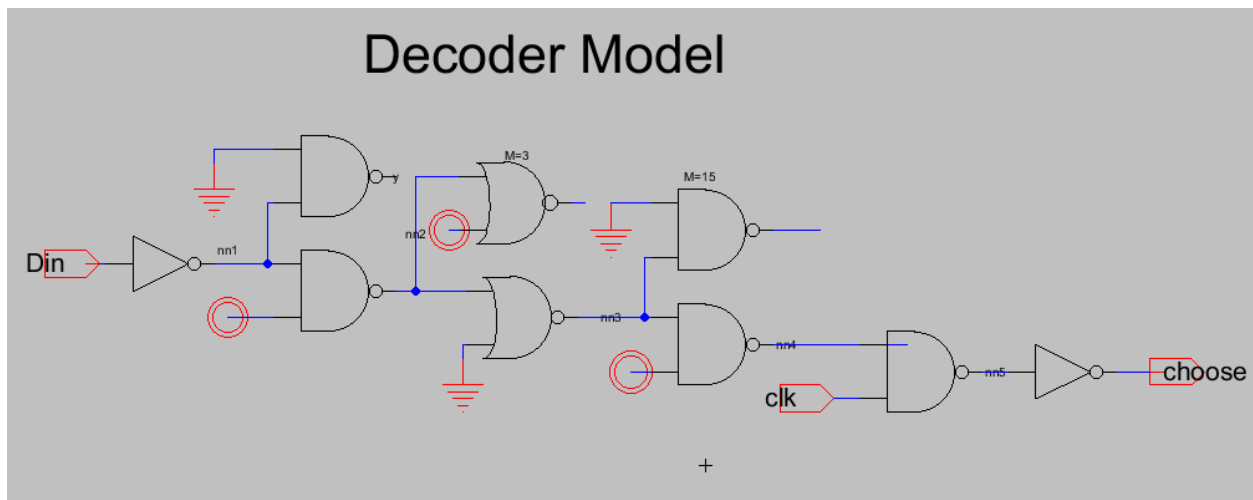 Decoder Model
M=3
M=15
y
nn2
nn1
Din
nn3
nn4
clk
nn5
choose